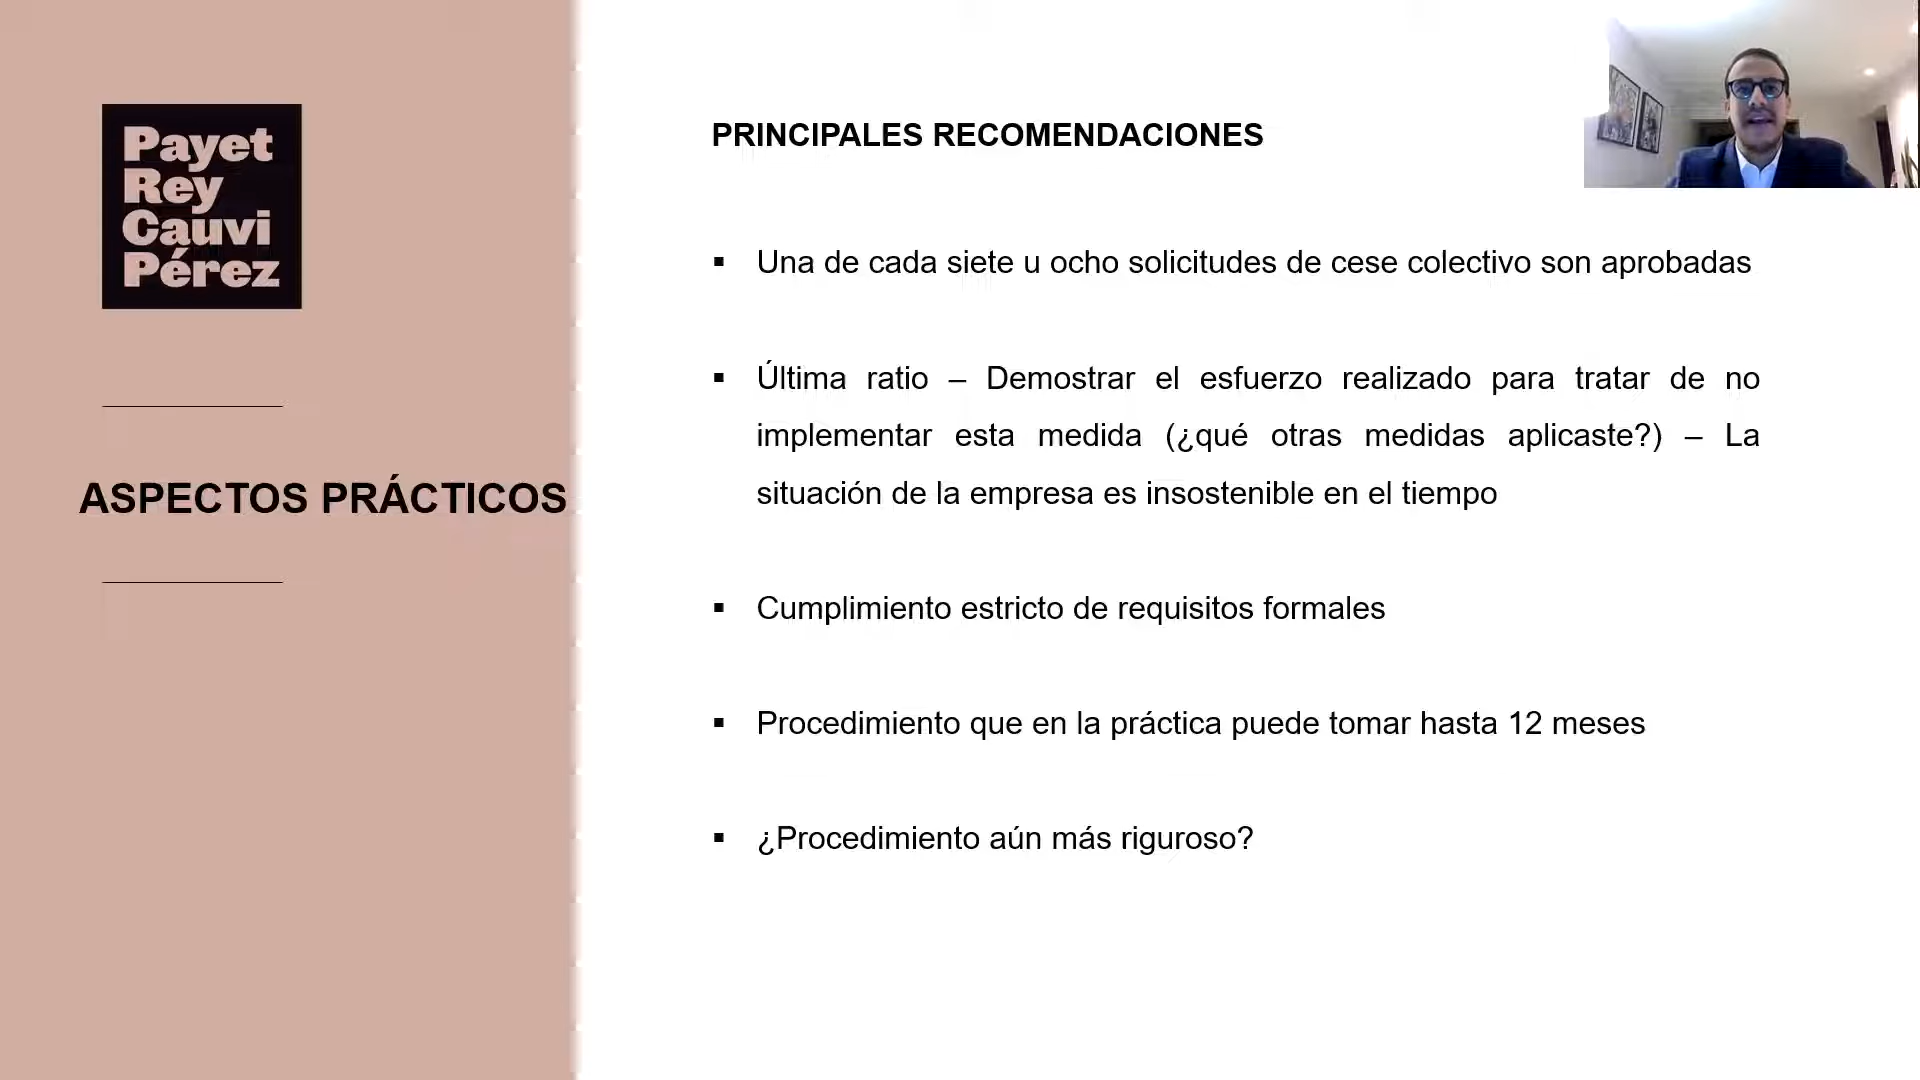 Payet
Rey
Cauvi
Pérez
ASPECTOS PRÁCTICOS
PRINCIPALES RECOMENDACIONES
▪ Una de cada siete u ocho solicitudes de cese colectivo son aprobadas
▪ Última ratio – Demostrar el esfuerzo realizado para tratar de no
implementar esta medida (¿qué otras medidas aplicaste?) – La
situación de la empresa es insostenible en el tiempo
▪ Cumplimiento estricto de requisitos formales
▪ Procedimiento que en la práctica puede tomar hasta 12 meses
▪ ¿Procedimiento aún más riguroso?